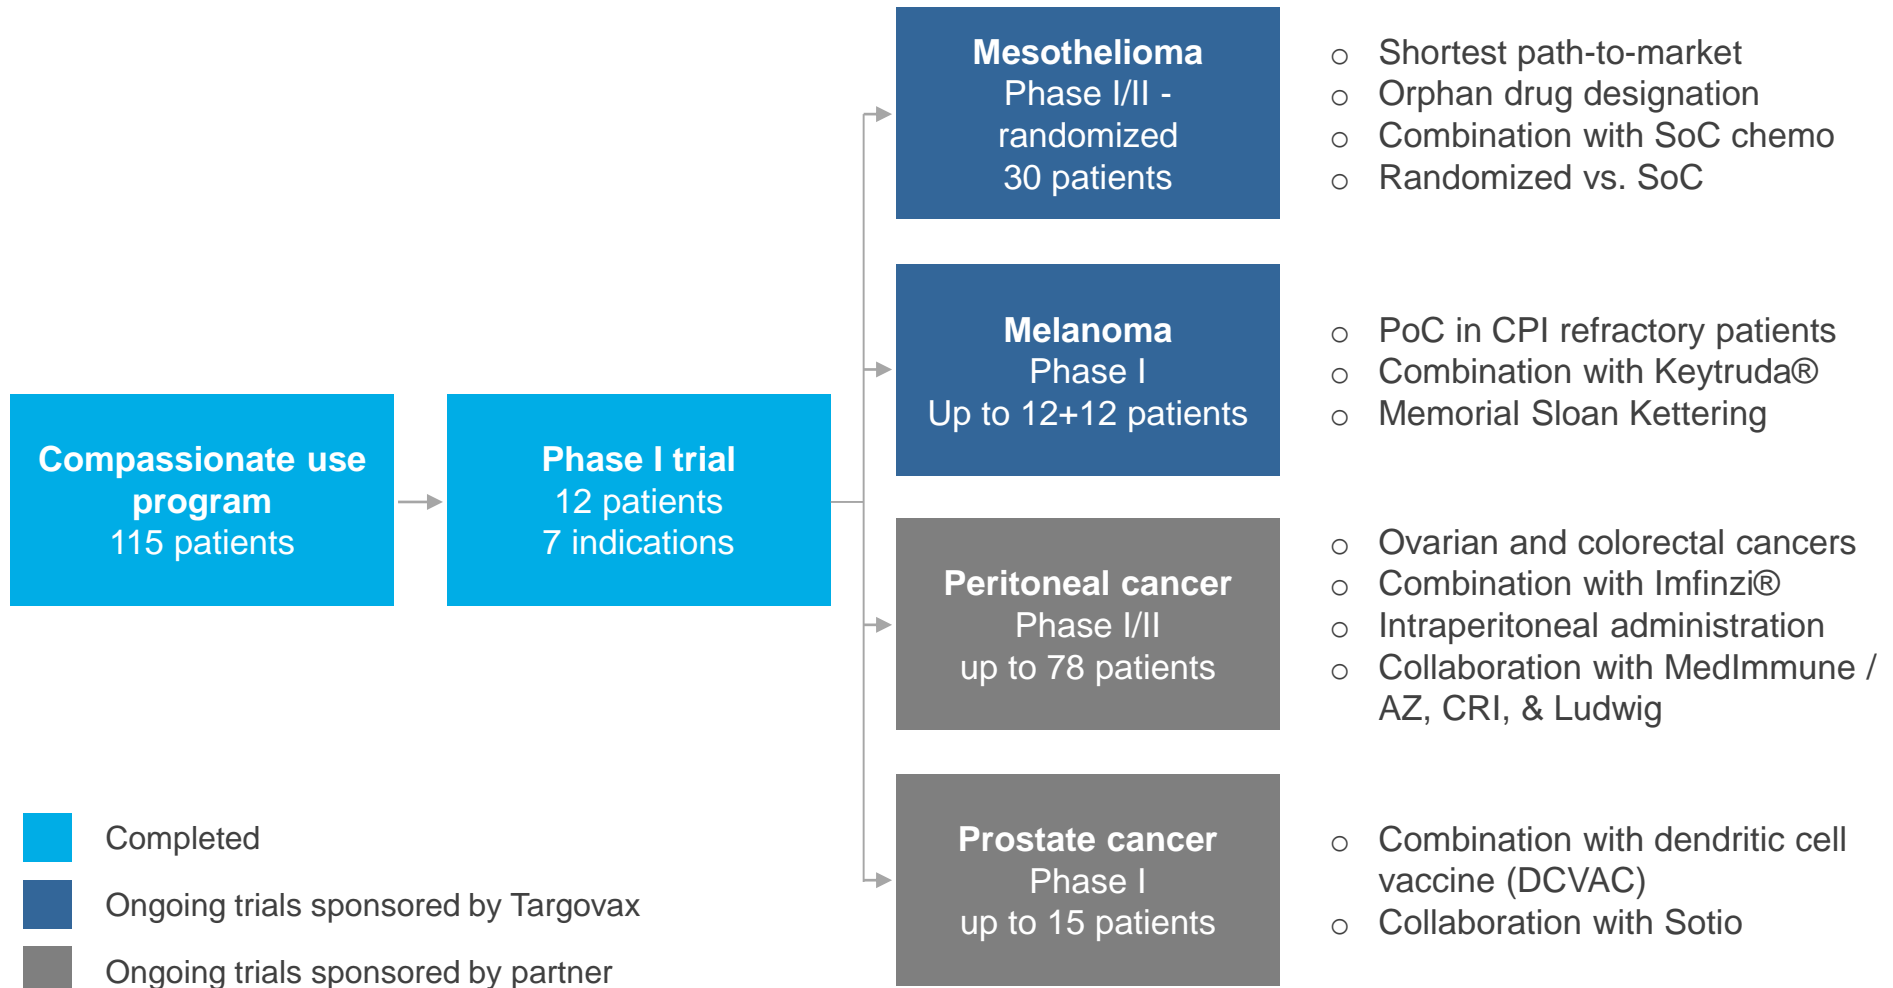 Compassionate use
program
115 patients
Phase I trial
12 patients
7 indications
Mesothelioma
Phase I/II -
randomized
30 patients
○ Shortest path-to-market
○ Orphan drug designation
○ Combination with SoC chemo
○ Randomized vs. SoC
Melanoma
Phase I
Up to 12+12 patients
○ PoC in CPI refractory patients
○ Combination with Keytruda®
○ Memorial Sloan Kettering
Peritoneal cancer
Phase I/II
up to 78 patients
○ Ovarian and colorectal cancers
○ Combination with Imfinzi®
○ Intraperitoneal administration
○ Collaboration with MedImmune /
AZ, CRI, & Ludwig
Prostate cancer
Phase I
up to 15 patients
○ Combination with dendritic cell
vaccine (DCVAC)
○ Collaboration with Sotio
Completed
Ongoing trials sponsored by Targovax
Ongoing trials sponsored by partner